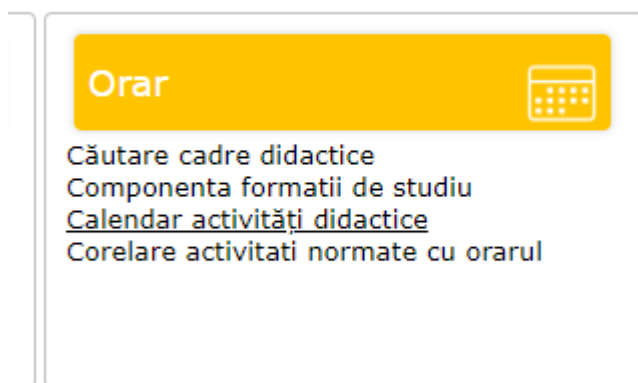 Orar
Căutare cadre didactice
Componenta formatii de studiu
Calendar activități didactice
Corelare activitati normate cu orarul